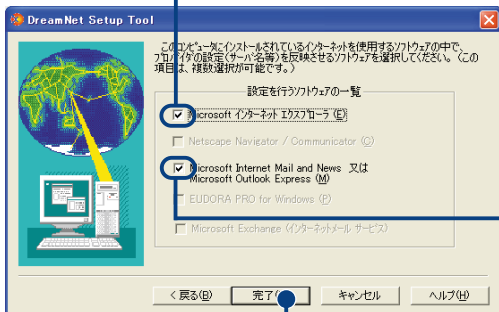 DreamNet Setup Tool
このコンピュータにインストールされているインターネットを使用するソフトウェアの中で、
プロバイダの設定(サーバ名等)を反映させるソフトウェアを選択してください。(この
項目は、複数選択が可能です。)
設定を行うソフトウェアの一覧
Microsoft インターネット エクスプローラ (E)
Netscape Navigator / Communicator (C)
Microsoft Internet Mail and News 又は
Microsoft Outlook Express (M)
EUDORA PRO for Windows (P)
Microsoft Exchange (インターネットメール サービス)
< 戻る(B)
完了(
キャンセル
ヘルプ(H)